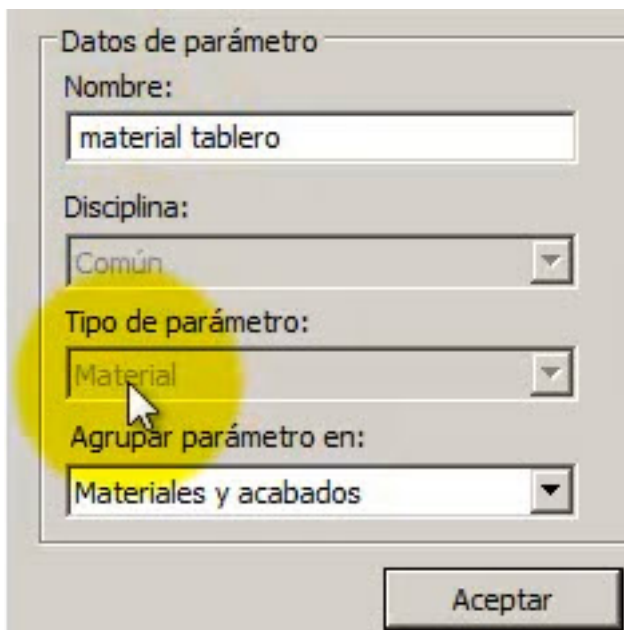 Datos de parámetro
Nombre:
material tablero
Disciplina:
Común
Tipo de parámetro:
Material
Agrupar parámetro en:
Materiales y acabados
Aceptar